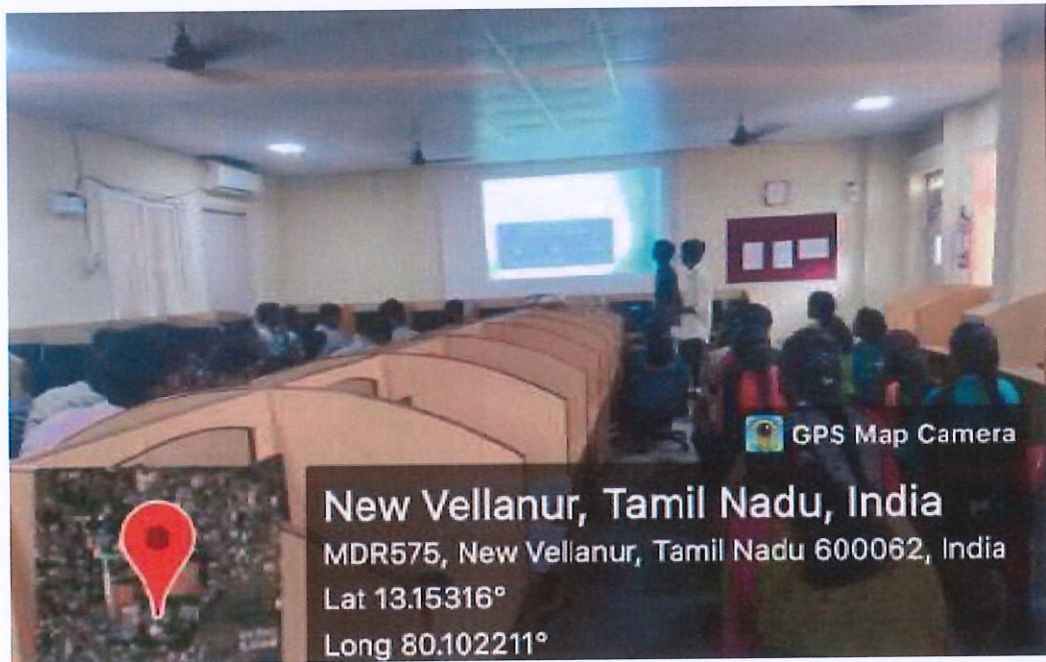 GPS Map Camera
New Vellanur, Tamil Nadu, India
MDR575, New Vellanur, Tamil Nadu 600062, India
Lat 13.15316°
Long 80.102211°